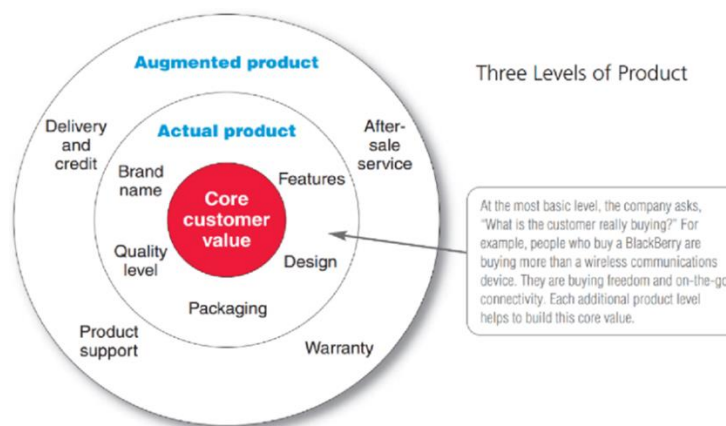 Three Levels of Product
Augmented product
Delivery
and
credit
Actual product
After-
sale
service
Brand
name
Features
Core
customer
value
Quality
level
Design
Packaging
Product
support
Warranty
At the most basic level, the company asks,
“What is the customer really buying?” For
example, people who buy a BlackBerry are
buying more than a wireless communications
device. They are buying freedom and on-the-go
connectivity. Each additional product level
helps to build this core value.